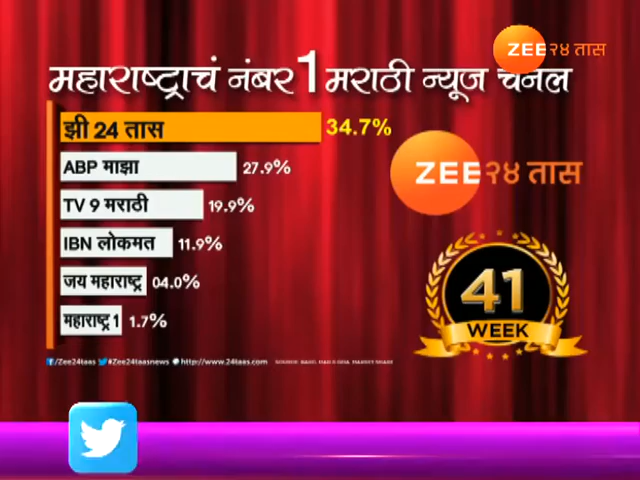 ZEE २४ तास
महाराष्ट्राचं नंबर 1 मराठी न्यूज चॅनल
झी 24 तास 34.7%
ABP माझा 27.9%
TV 9 मराठी 19.9%
IBN लोकमत 11.9%
जय महाराष्ट्र 04.0%
महाराष्ट्र 1 1.7%
ZEE २४ तास
41
WEEK
/Zee24taas #Zee24taasnews http://www.24taas.com